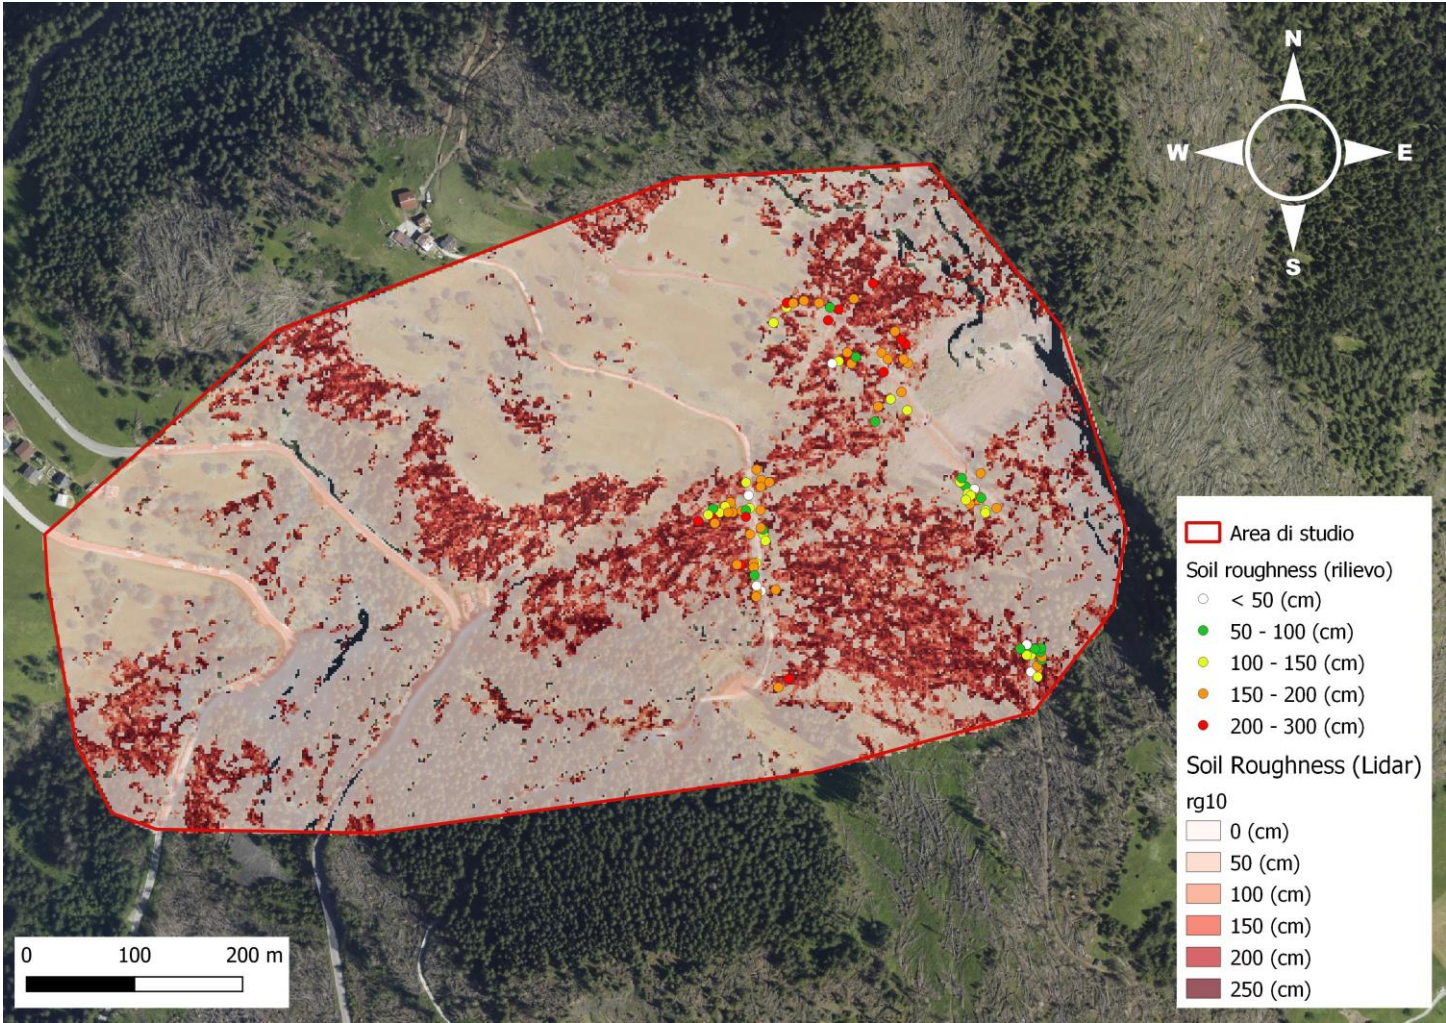 N
W E
S
Area di studio
Soil roughness (rilievo)
< 50 (cm)
50 - 100 (cm)
100 - 150 (cm)
150 - 200 (cm)
200 - 300 (cm)
Soil Roughness (Lidar)
rg10
0 (cm)
50 (cm)
100 (cm)
150 (cm)
200 (cm)
250 (cm)
0 100 200 m